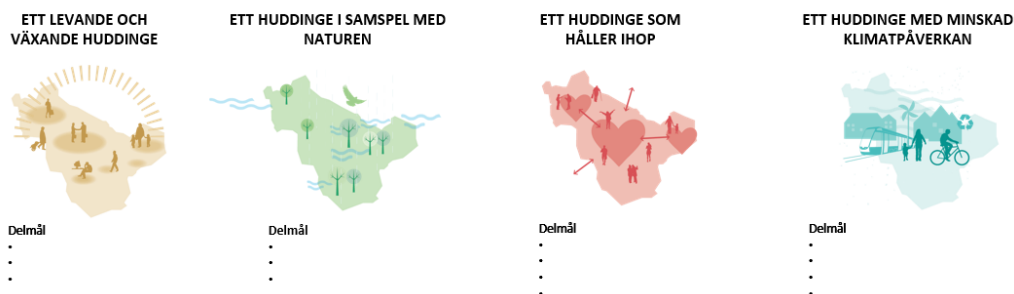 ETT LEVANDE OCH
VÄXANDE HUDDINGE
ETT HUDDINGE I SAMSPEL MED
NATUREN
ETT HUDDINGE SOM
HÅLLER IHOP
ETT HUDDINGE MED MINSKAD
KLIMATPÅVERKAN
Delmål
Delmål
Delmål
Delmål